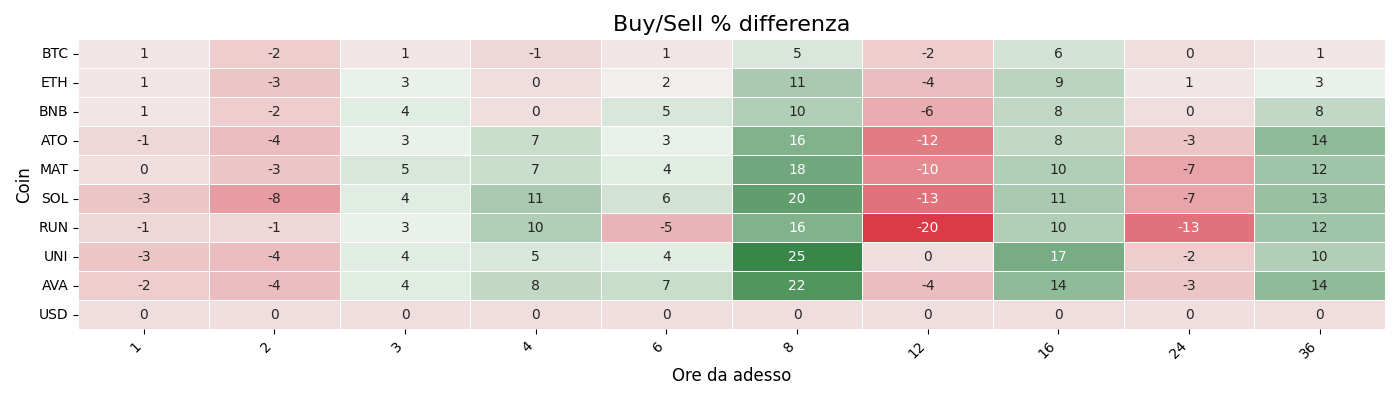 Buy/Sell % differenza
Coin
BTC 1 -2 1 -1 1 5 -2 6 0 1
ETH 1 -3 3 0 2 11 -4 9 1 3
BNB 1 -2 4 0 5 10 -6 8 0 8
ATO -1 -4 3 7 3 16 -12 8 -3 14
MAT 0 -3 5 7 4 18 -10 10 -7 12
SOL -3 -8 4 11 6 20 -13 11 -7 13
RUN -1 -1 3 10 -5 16 -20 10 -13 12
UNI -3 -4 4 5 4 25 0 17 -2 10
AVA -2 -4 4 8 7 22 -4 14 -3 14
USD 0 0 0 0 0 0 0 0 0 0
1 2 3 4 6 8 12 16 24 36
Ore da adesso